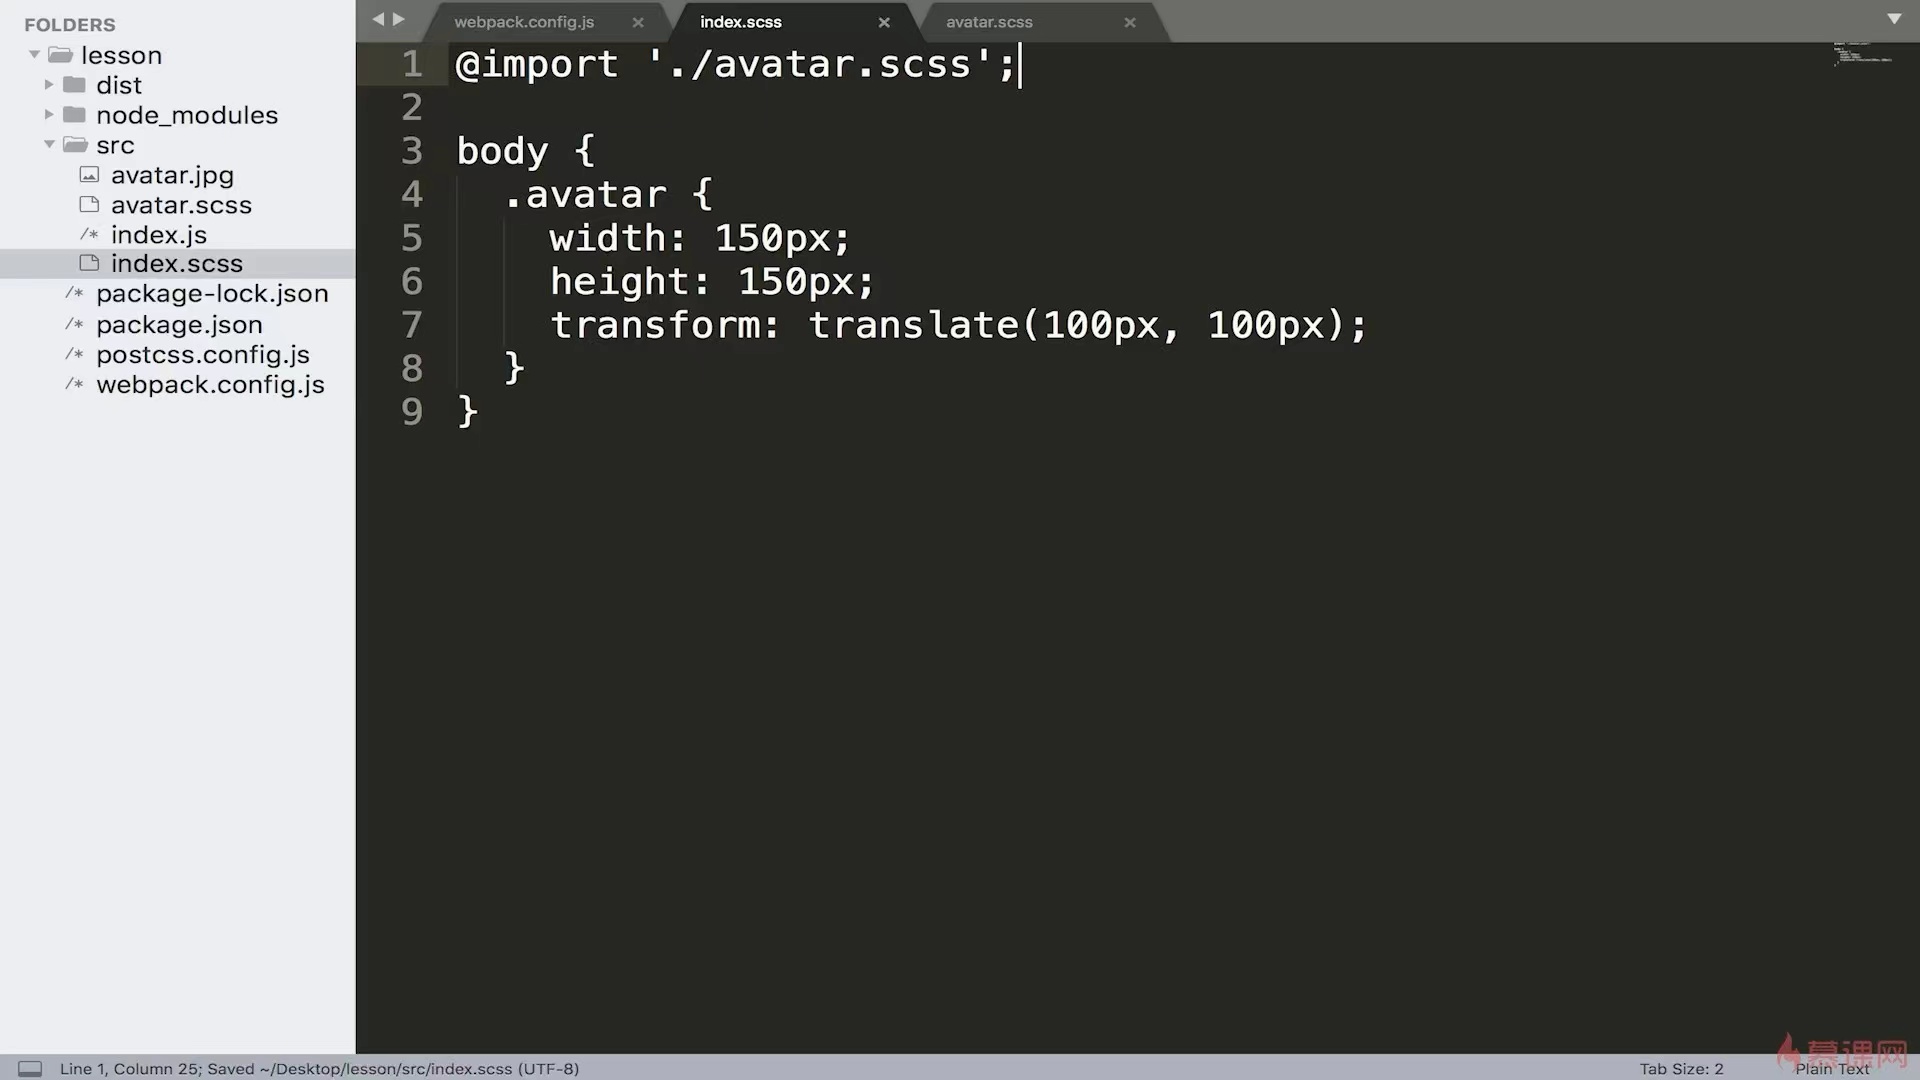 FOLDERS
lesson
dist
node_modules
src
avatar.jpg
avatar.scss
/* index.js
index.scss
/* package-lock.json
/* package.json
/* postcss.config.js
/* webpack.config.js
webpack.config.js × index.scss × avatar.scss ×
1 @import './avatar.scss';
2
3 body {
4 .avatar {
5 width: 150px;
6 height: 150px;
7 transform: translate(100px, 100px);
8 }
9 }
Line 1, Column 25; Saved ~/Desktop/lesson/src/index.scss (UTF-8)
Tab Size: 2
Plain Text
慕课网